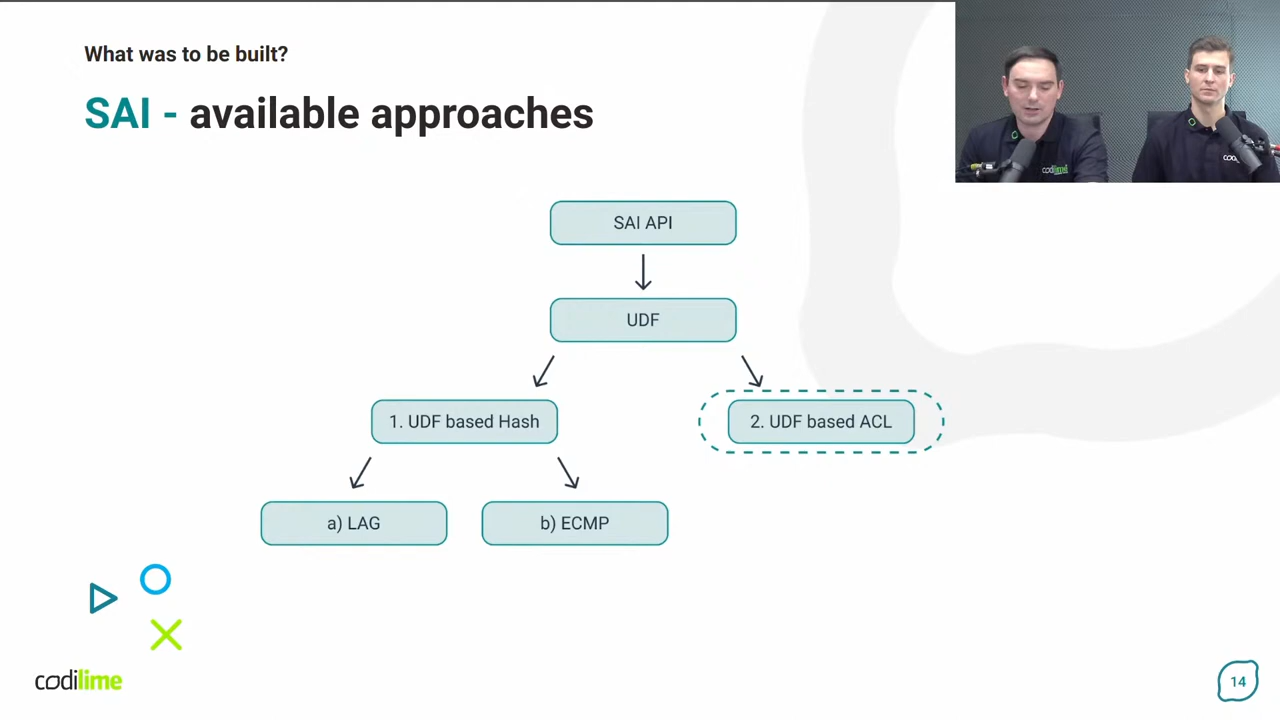 What was to be built?
SAI - available approaches
SAI API
UDF
1. UDF based Hash
2. UDF based ACL
a) LAG
b) ECMP
codilime
14
codilime